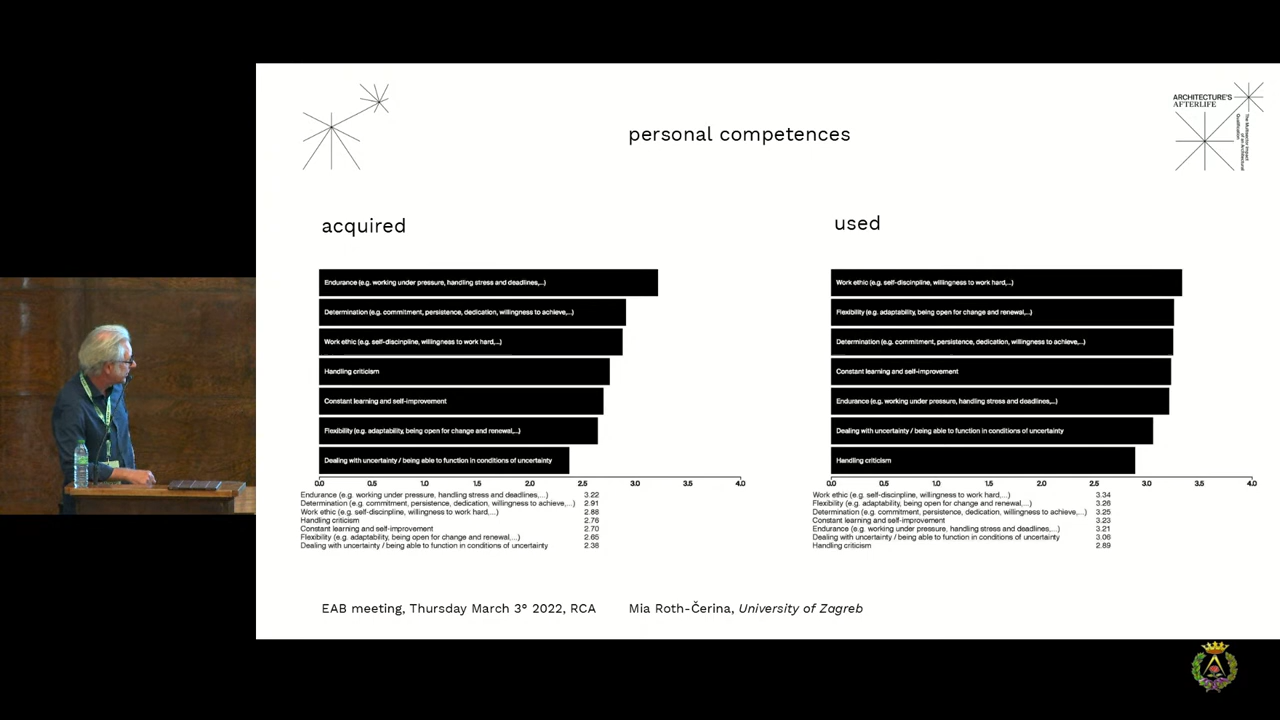 ARCHITECTURE'S
AFTERLIFE
The Multisector Impact
of an Architectural
Qualification
personal competences
acquired
Endurance (e.g. working under pressure, handling stress and deadlines,...)
Determination (e.g. commitment, persistence, dedication, willingness to achieve,...)
Work ethic (e.g. self-discinpline, willingness to work hard,...)
Handling criticism
Constant learning and self-improvement
Flexibility (e.g. adaptability, being open for change and renewal,...)
Dealing with uncertainty / being able to function in conditions of uncertainty
0.0 0.5 1.0 1.5 2.0 2.5 3.0 3.5 4.0
Endurance (e.g. working under pressure, handling stress and deadlines,...) 3.22
Determination (e.g. commitment, persistence, dedication, willingness to achieve,...) 2.91
Work ethic (e.g. self-discinpline, willingness to work hard,...) 2.88
Handling criticism 2.76
Constant learning and self-improvement 2.70
Flexibility (e.g. adaptability, being open for change and renewal,...) 2.65
Dealing with uncertainty / being able to function in conditions of uncertainty 2.38
used
Work ethic (e.g. self-discinpline, willingness to work hard,...)
Flexibility (e.g. adaptability, being open for change and renewal,...)
Determination (e.g. commitment, persistence, dedication, willingness to achieve,...)
Constant learning and self-improvement
Endurance (e.g. working under pressure, handling stress and deadlines,...)
Dealing with uncertainty / being able to function in conditions of uncertainty
Handling criticism
0.0 0.5 1.0 1.5 2.0 2.5 3.0 3.5 4.0
Work ethic (e.g. self-discinpline, willingness to work hard,...) 3.34
Flexibility (e.g. adaptability, being open for change and renewal,...) 3.26
Determination (e.g. commitment, persistence, dedication, willingness to achieve,...) 3.25
Constant learning and self-improvement 3.23
Endurance (e.g. working under pressure, handling stress and deadlines,...) 3.21
Dealing with uncertainty / being able to function in conditions of uncertainty 3.06
Handling criticism 2.89
EAB meeting, Thursday March 3° 2022, RCA
Mia Roth-Čerina, University of Zagreb